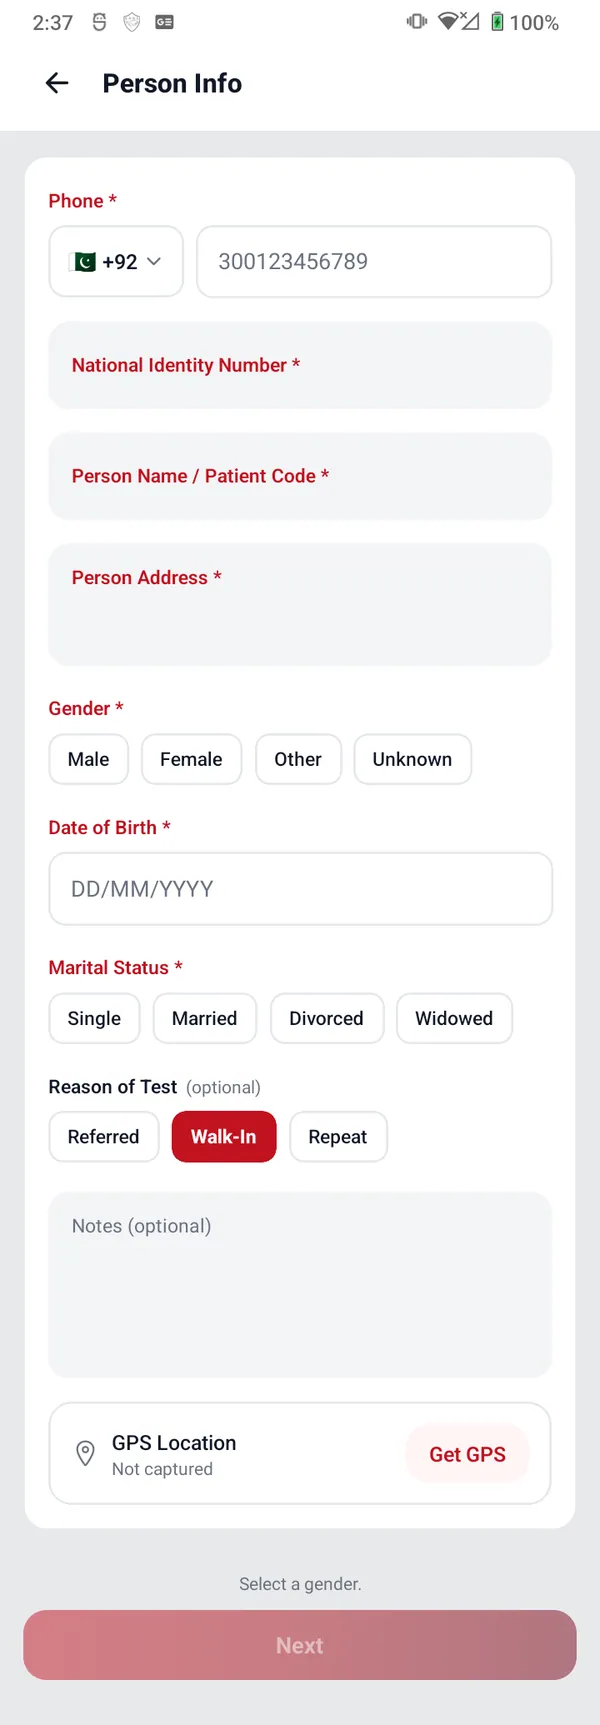 2:37
100%
Person Info
Phone *
+92
300123456789
National Identity Number *
Person Name / Patient Code *
Person Address *
Gender *
Male Female Other Unknown
Date of Birth *
DD/MM/YYYY
Marital Status *
Single Married Divorced Widowed
Reason of Test (optional)
Referred Walk-In Repeat
Notes (optional)
GPS Location
Not captured
Get GPS
Select a gender.
Next